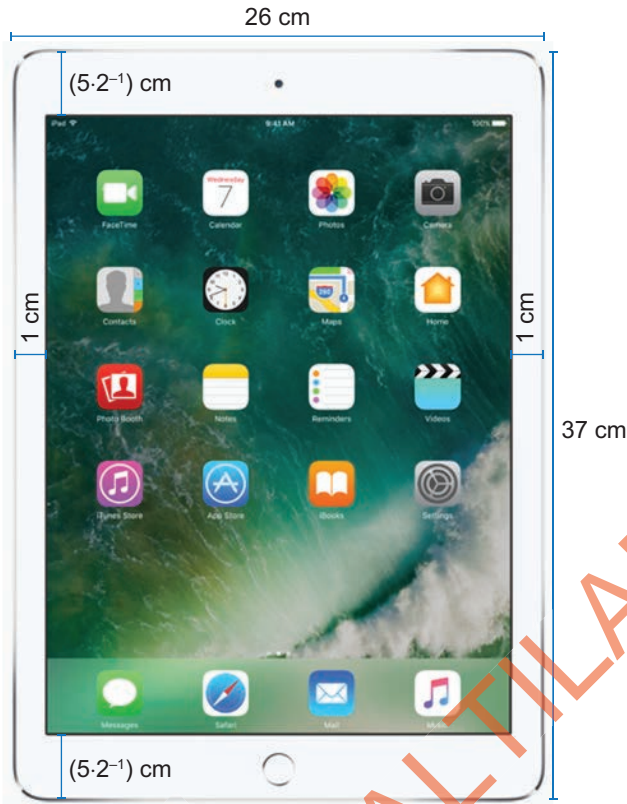 26 cm
(5·2⁻¹) cm
iPad 9:41 AM 100%
Wednesday
7
FaceTime Calendar Photos Camera
280
Contacts Clock Maps Home
1 cm 1 cm
Photo Booth Notes Reminders Videos
37 cm
iTunes Store App Store iBooks Settings
Messages Safari Mail Music
(5·2⁻¹) cm